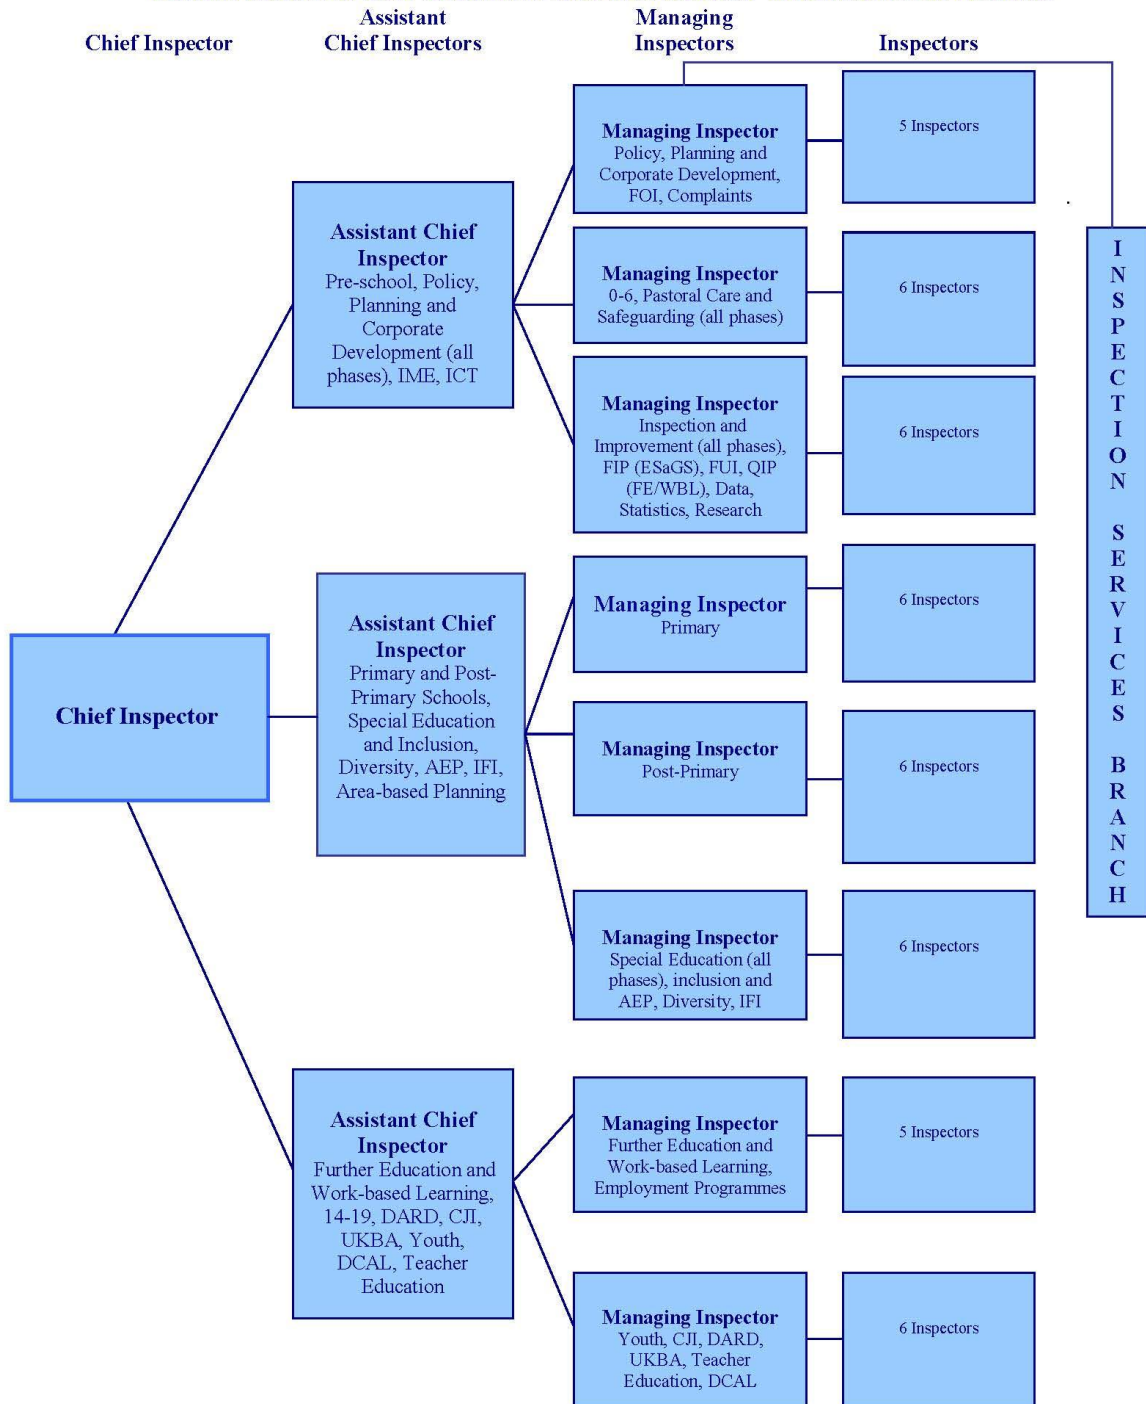 Chief Inspector
Assistant
Chief Inspectors
Managing
Inspectors
Inspectors
Chief Inspector
Assistant Chief
Inspector
Pre-school, Policy,
Planning and
Corporate
Development (all
phases), IME, ICT
Managing Inspector
Policy, Planning and
Corporate Development,
FOI, Complaints
5 Inspectors
Managing Inspector
0-6, Pastoral Care and
Safeguarding (all phases)
6 Inspectors
Managing Inspector
Inspection and
Improvement (all phases),
FIP (ESaGS), FUI, QIP
(FE/WBL), Data,
Statistics, Research
6 Inspectors
Assistant Chief
Inspector
Primary and Post-
Primary Schools,
Special Education
and Inclusion,
Diversity, AEP, IFI,
Area-based Planning
Managing Inspector
Primary
6 Inspectors
Managing Inspector
Post-Primary
6 Inspectors
Managing Inspector
Special Education (all
phases), inclusion and
AEP, Diversity, IFI
6 Inspectors
Assistant Chief
Inspector
Further Education and
Work-based Learning,
14-19, DARD, CJI,
UKBA, Youth,
DCAL, Teacher
Education
Managing Inspector
Further Education and
Work-based Learning,
Employment Programmes
5 Inspectors
Managing Inspector
Youth, CJI, DARD,
UKBA, Teacher
Education, DCAL
6 Inspectors
INSPECTION SERVICES BRANCH